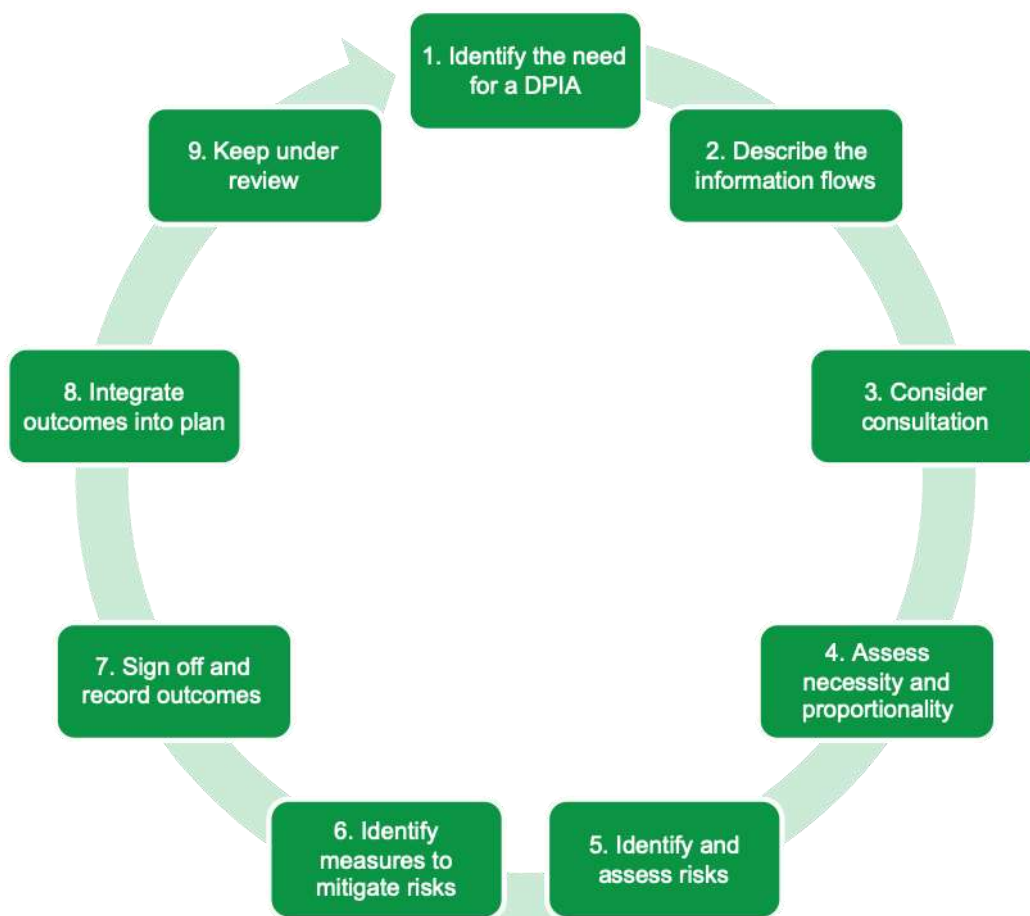 1. Identify the need
for a DPIA
2. Describe the
information flows
3. Consider
consultation
4. Assess
necessity and
proportionality
5. Identify and
assess risks
6. Identify
measures to
mitigate risks
7. Sign off and
record outcomes
8. Integrate
outcomes into plan
9. Keep under
review